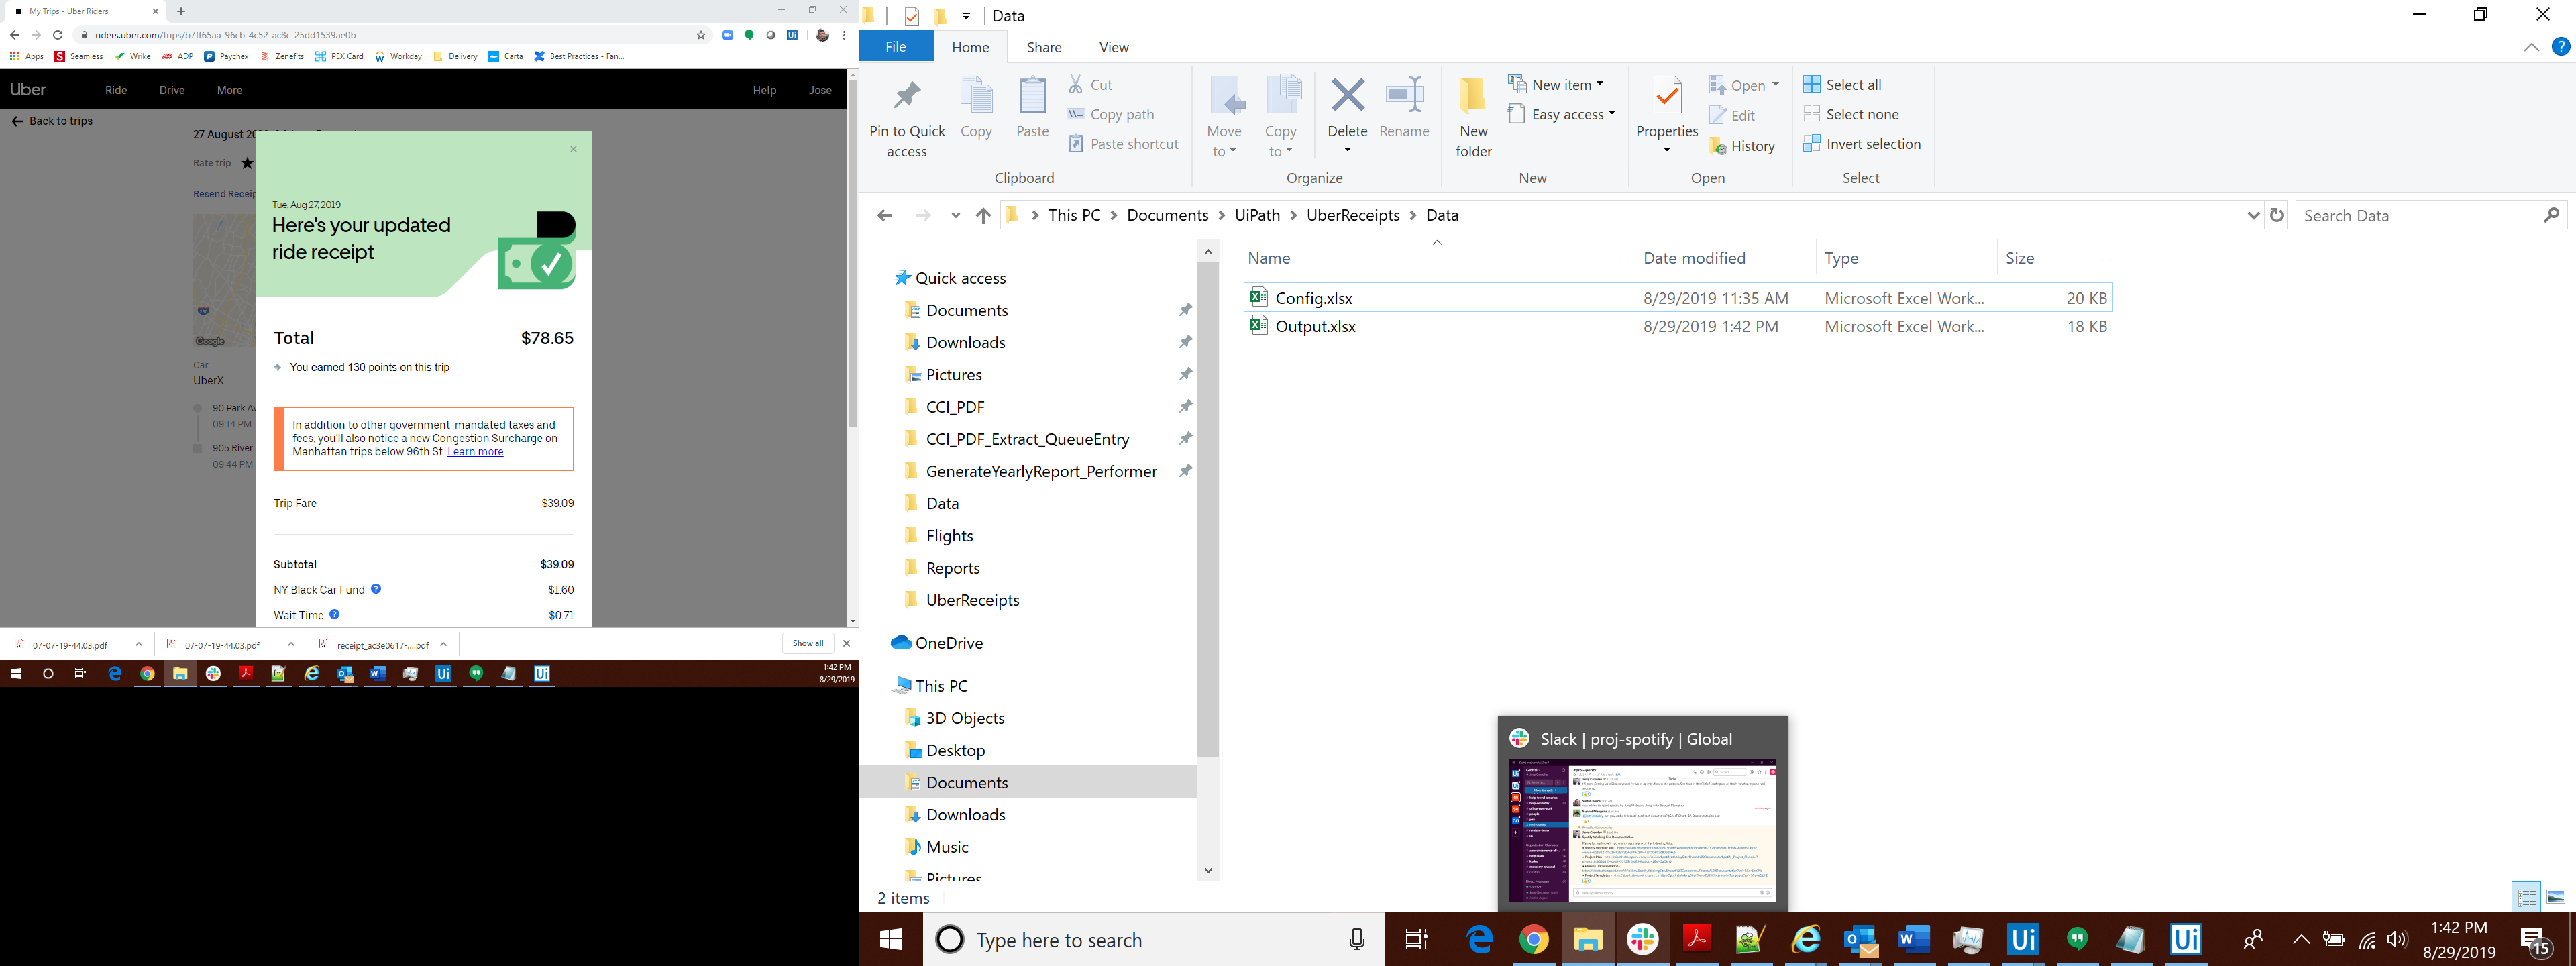 My Trips - Uber Riders
riders.uber.com/trips/b7ff65aa-96cb-4c52-ac8c-25dd1539ae0b
Apps Seamless Wrike ADP Paychex Zenefits PEX Card Workday Delivery Carta Best Practices - Fan...
Uber Ride Drive More Help Jose
Back to trips
27 August
Rate trip
Resend Receip
Google
Car
UberX
90 Park Av
09:14 PM
905 River
09:44 PM
Tue, Aug 27, 2019
Here's your updated
ride receipt
Total $78.65
You earned 130 points on this trip
In addition to other government-mandated taxes and
fees, you'll also notice a new Congestion Surcharge on
Manhattan trips below 96th St. Learn more
Trip Fare $39.09
Subtotal $39.09
NY Black Car Fund ? $1.60
Wait Time ? $0.71
07-07-19-44.03.pdf 07-07-19-44.03.pdf receipt_ac3e0617-....pdf Show all
1:42 PM
8/29/2019
Data
File Home Share View
Pin to Quick
access
Copy
Paste
Cut
Copy path
Paste shortcut
Clipboard
Move
to
Copy
to
Delete
Rename
Organize
New
folder
New item
Easy access
New
Properties
Open
Edit
History
Open
Select all
Select none
Invert selection
Select
This PC > Documents > UiPath > UberReceipts > Data
Search Data
Name Date modified Type Size
Config.xlsx 8/29/2019 11:35 AM Microsoft Excel Work... 20 KB
Output.xlsx 8/29/2019 1:42 PM Microsoft Excel Work... 18 KB
Quick access
Documents
Downloads
Pictures
CCI_PDF
CCI_PDF_Extract_QueueEntry
GenerateYearlyReport_Performer
Data
Flights
Reports
UberReceipts
OneDrive
This PC
3D Objects
Desktop
Documents
Downloads
Music
Pictures
2 items
Slack | proj-spotify | Global
Type here to search
1:42 PM
8/29/2019
15